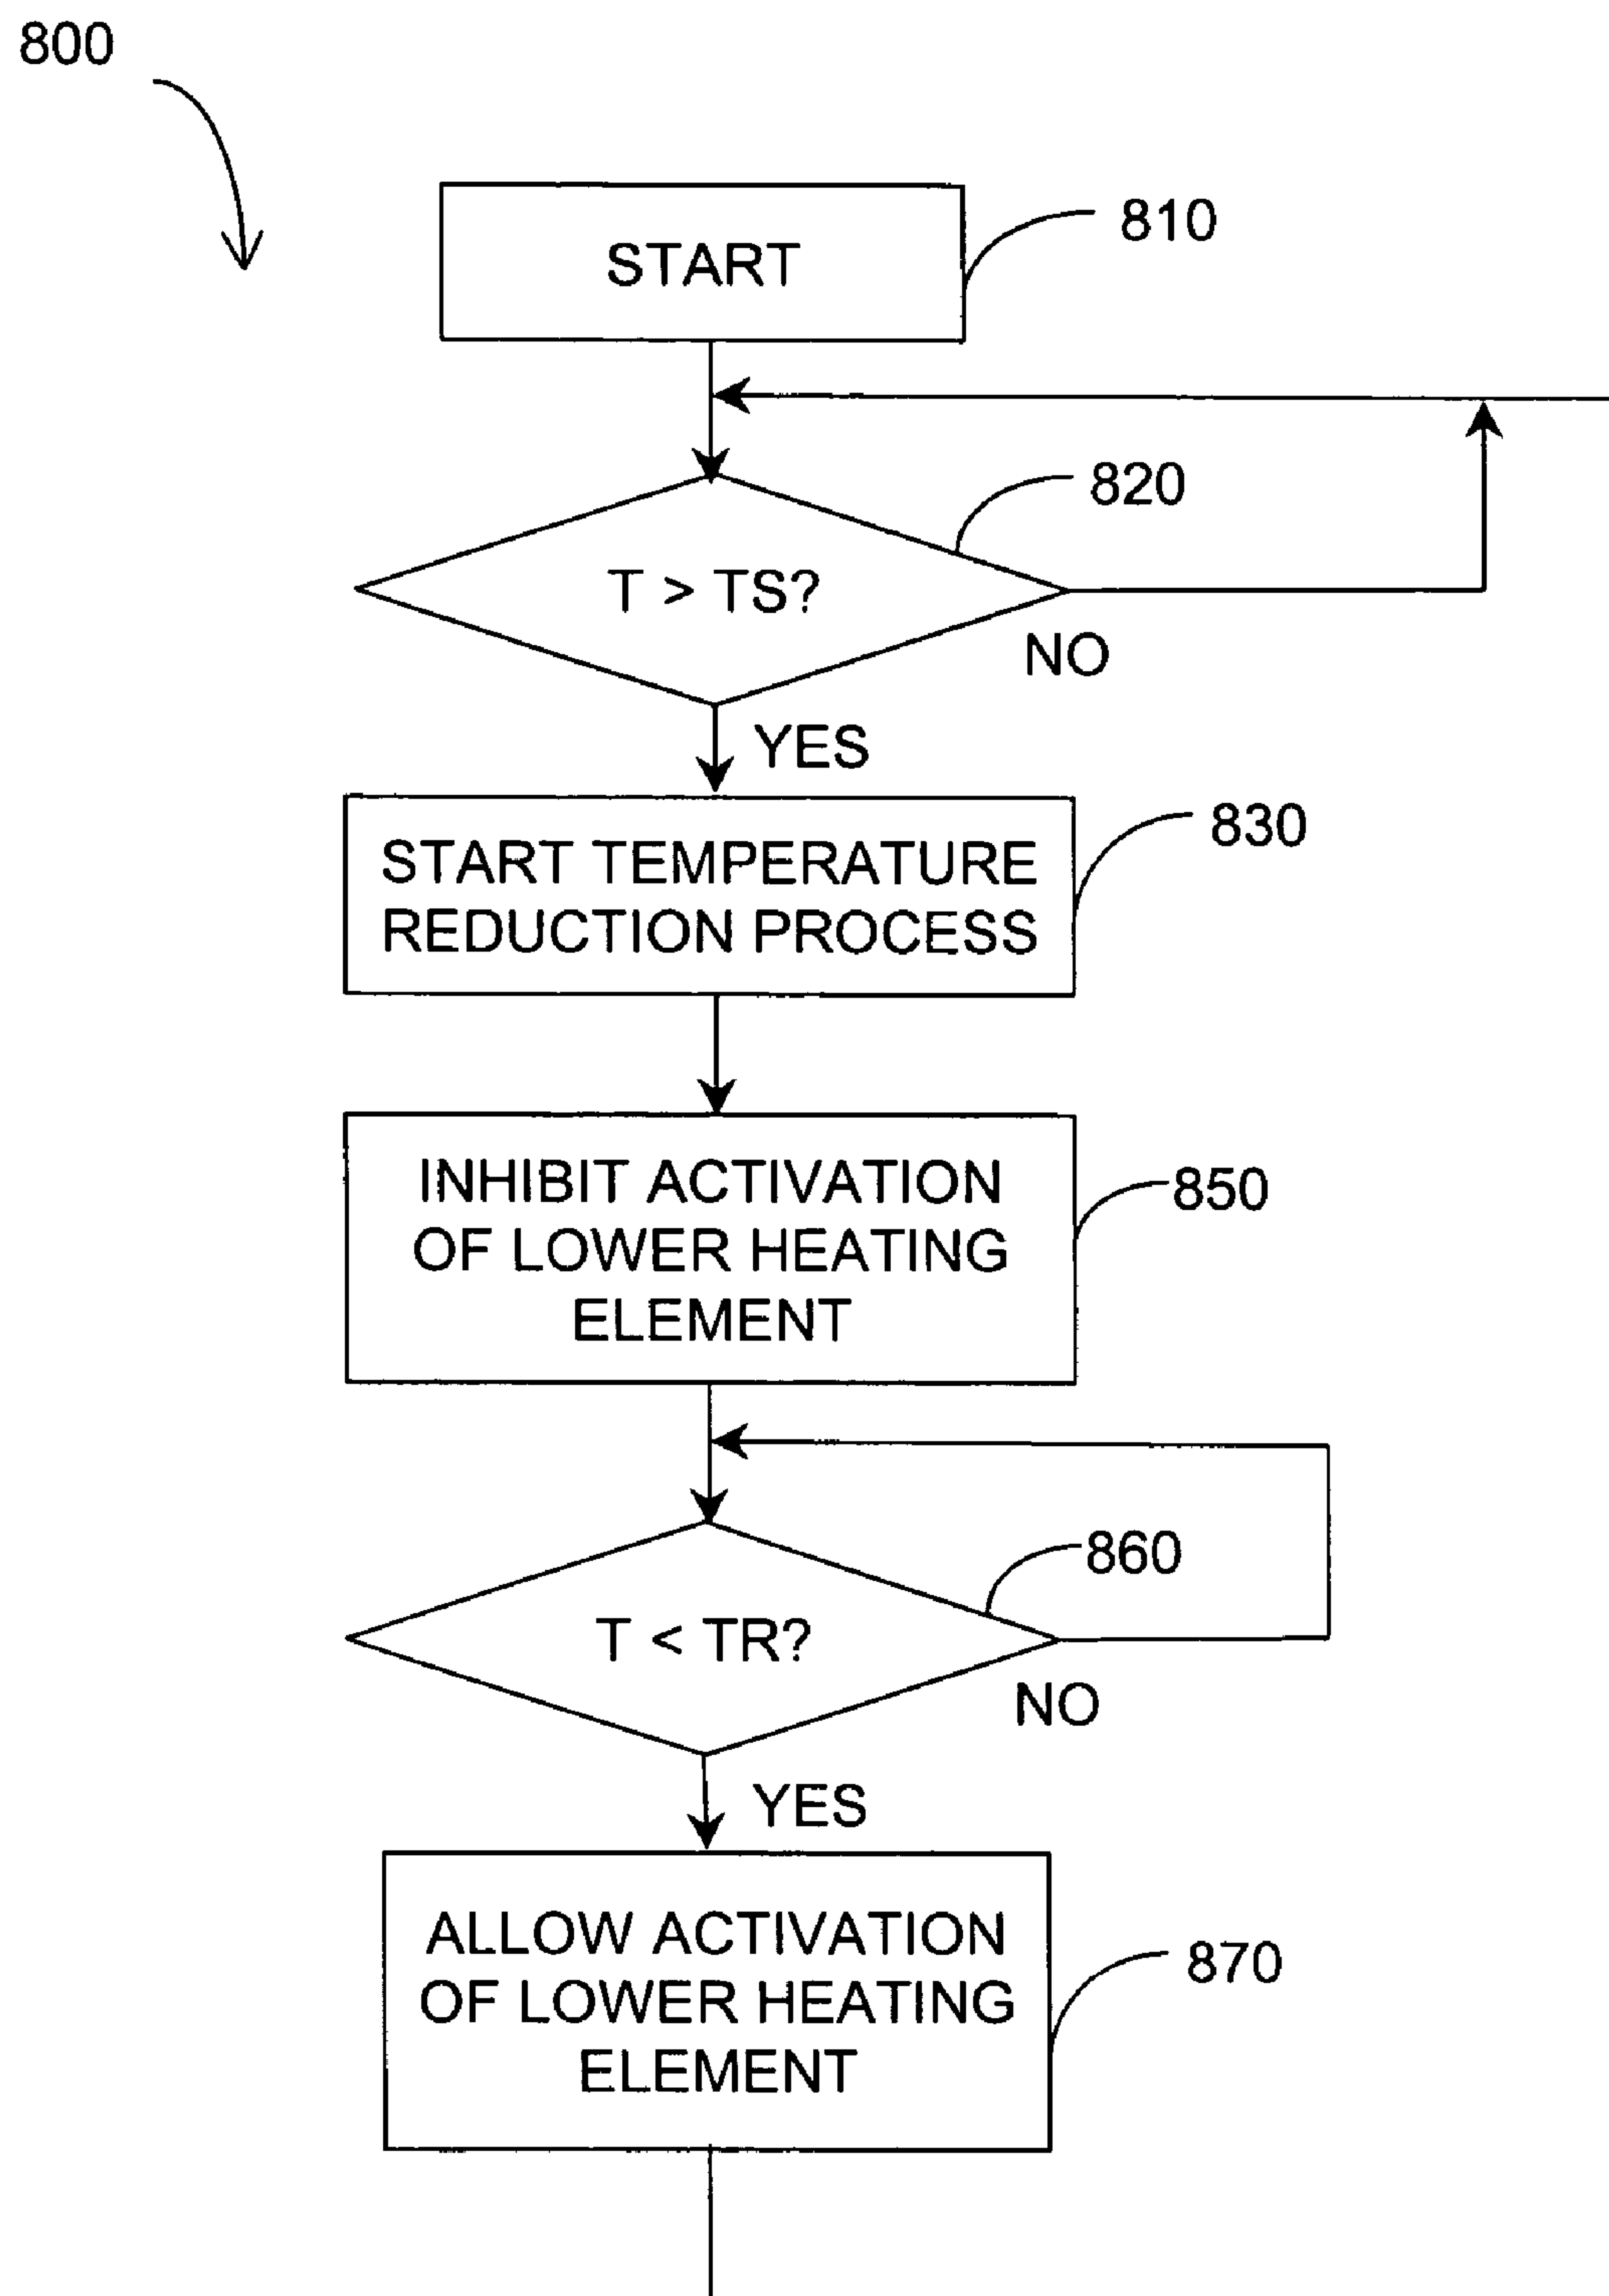 800
START
810
820
T > TS?
NO
YES
START TEMPERATURE
REDUCTION PROCESS
830
INHIBIT ACTIVATION
OF LOWER HEATING
ELEMENT
850
860
T < TR?
NO
YES
ALLOW ACTIVATION
OF LOWER HEATING
ELEMENT
870